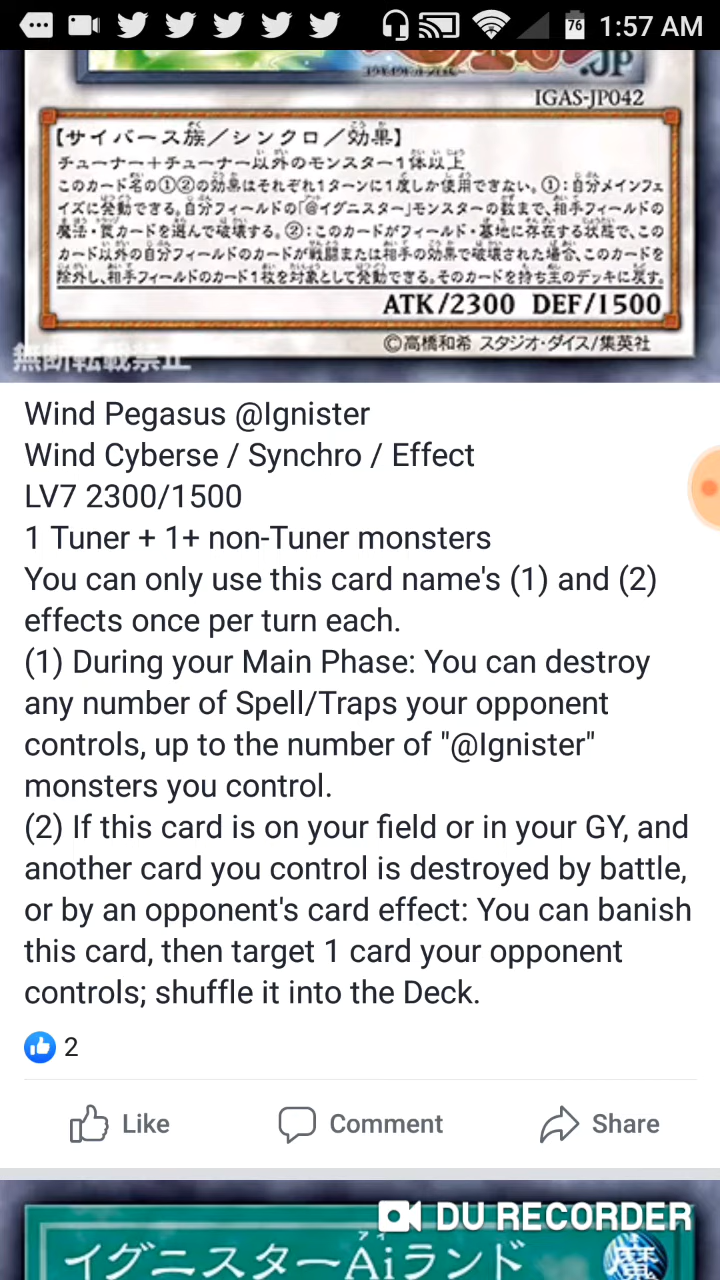 76 1:57 AM
.JP
IGAS-JP042
【サイバース族/シンクロ/効果】
チューナー+チューナー以外のモンスター1体以上
このカード名の①②の効果はそれぞれ1ターンに1度しか使用できない。①:自分メインフェ
イズに発動できる。自分フィールドの「@イグニスター」モンスターの数まで、相手フィールドの
魔法・罠カードを選んで破壊する。②:このカードがフィールド・墓地に存在する状態で、この
カード以外の自分フィールドのカードが戦闘または相手の効果で破壊された場合、このカードを
除外し、相手フィールドのカード1枚を対象として発動できる。そのカードを持ち主のデッキに戻す。
ATK/2300 DEF/1500
©高橋和希 スタジオ・ダイス/集英社
無断転載禁止
Wind Pegasus @Ignister
Wind Cyberse / Synchro / Effect
LV7 2300/1500
1 Tuner + 1+ non-Tuner monsters
You can only use this card name's (1) and (2)
effects once per turn each.
(1) During your Main Phase: You can destroy
any number of Spell/Traps your opponent
controls, up to the number of "@Ignister"
monsters you control.
(2) If this card is on your field or in your GY, and
another card you control is destroyed by battle,
or by an opponent's card effect: You can banish
this card, then target 1 card your opponent
controls; shuffle it into the Deck.
2
Like Comment Share
DU RECORDER
イグニスターAiランド
魔